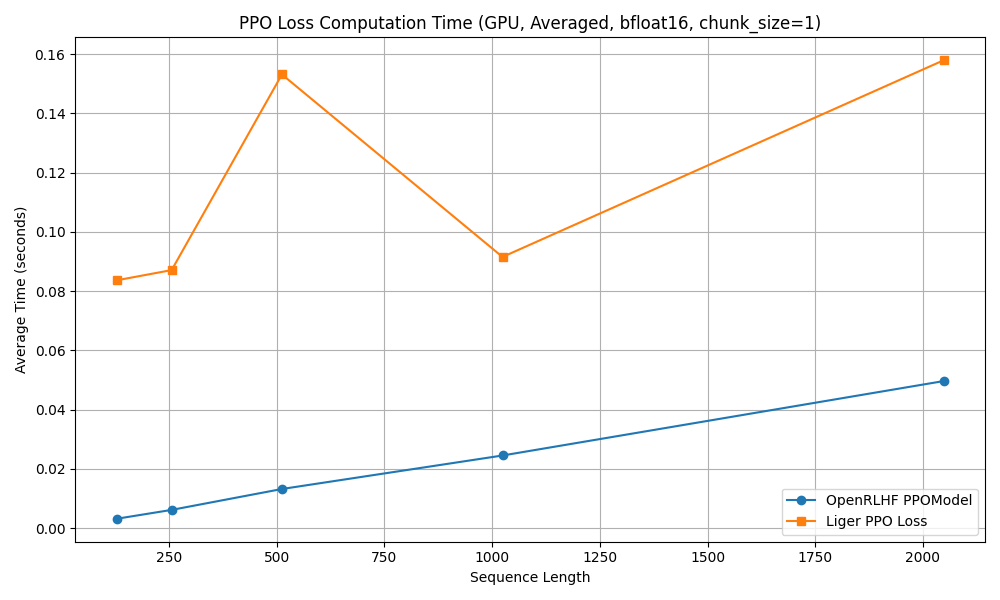 PPO Loss Computation Time (GPU, Averaged, bfloat16, chunk_size=1)
Average Time (seconds)
0.16
0.14
0.12
0.10
0.08
0.06
0.04
0.02
0.00
OpenRLHF PPOModel
Liger PPO Loss
250 500 750 1000 1250 1500 1750 2000
Sequence Length